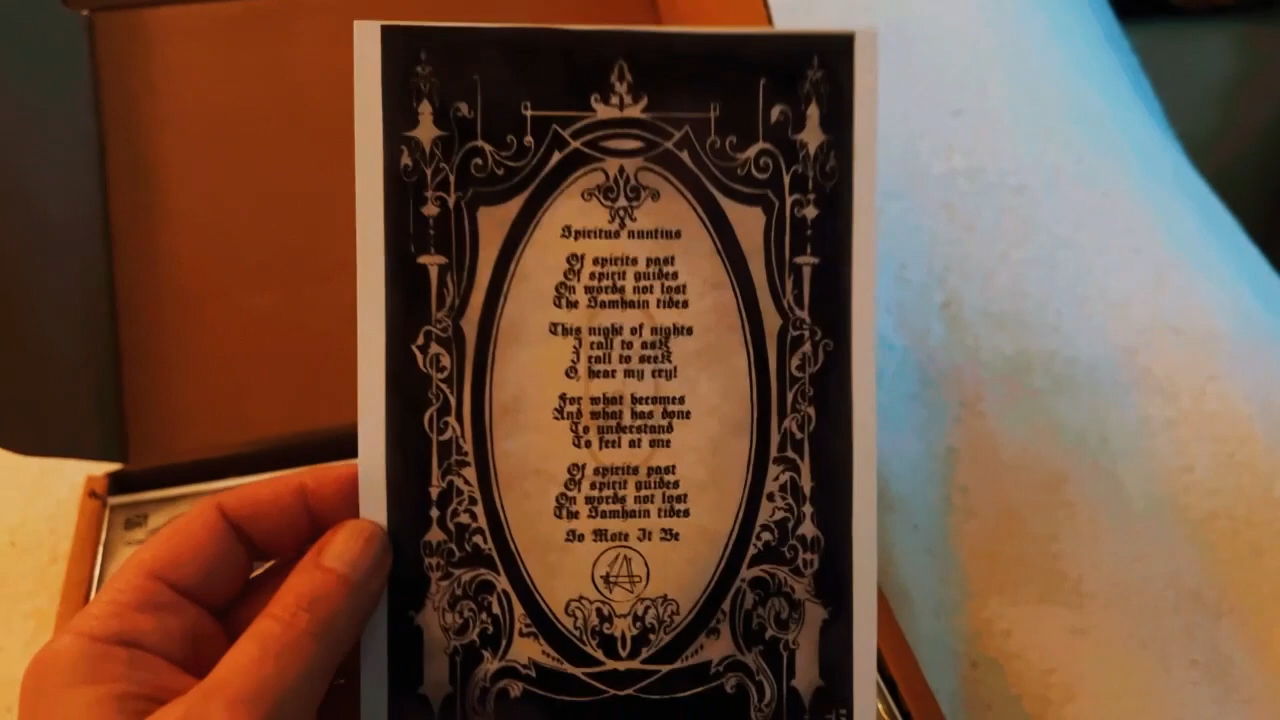 Spiritus nuntius
Of spirits past
Of spirit guides
On words not lost
The Samhain tides
This night of nights
I call to ask
I call to seek
O, hear my cry!
For what becomes
And what has done
To understand
To feel at one
Of spirits past
Of spirit guides
On words not lost
The Samhain tides
So Mote It Be